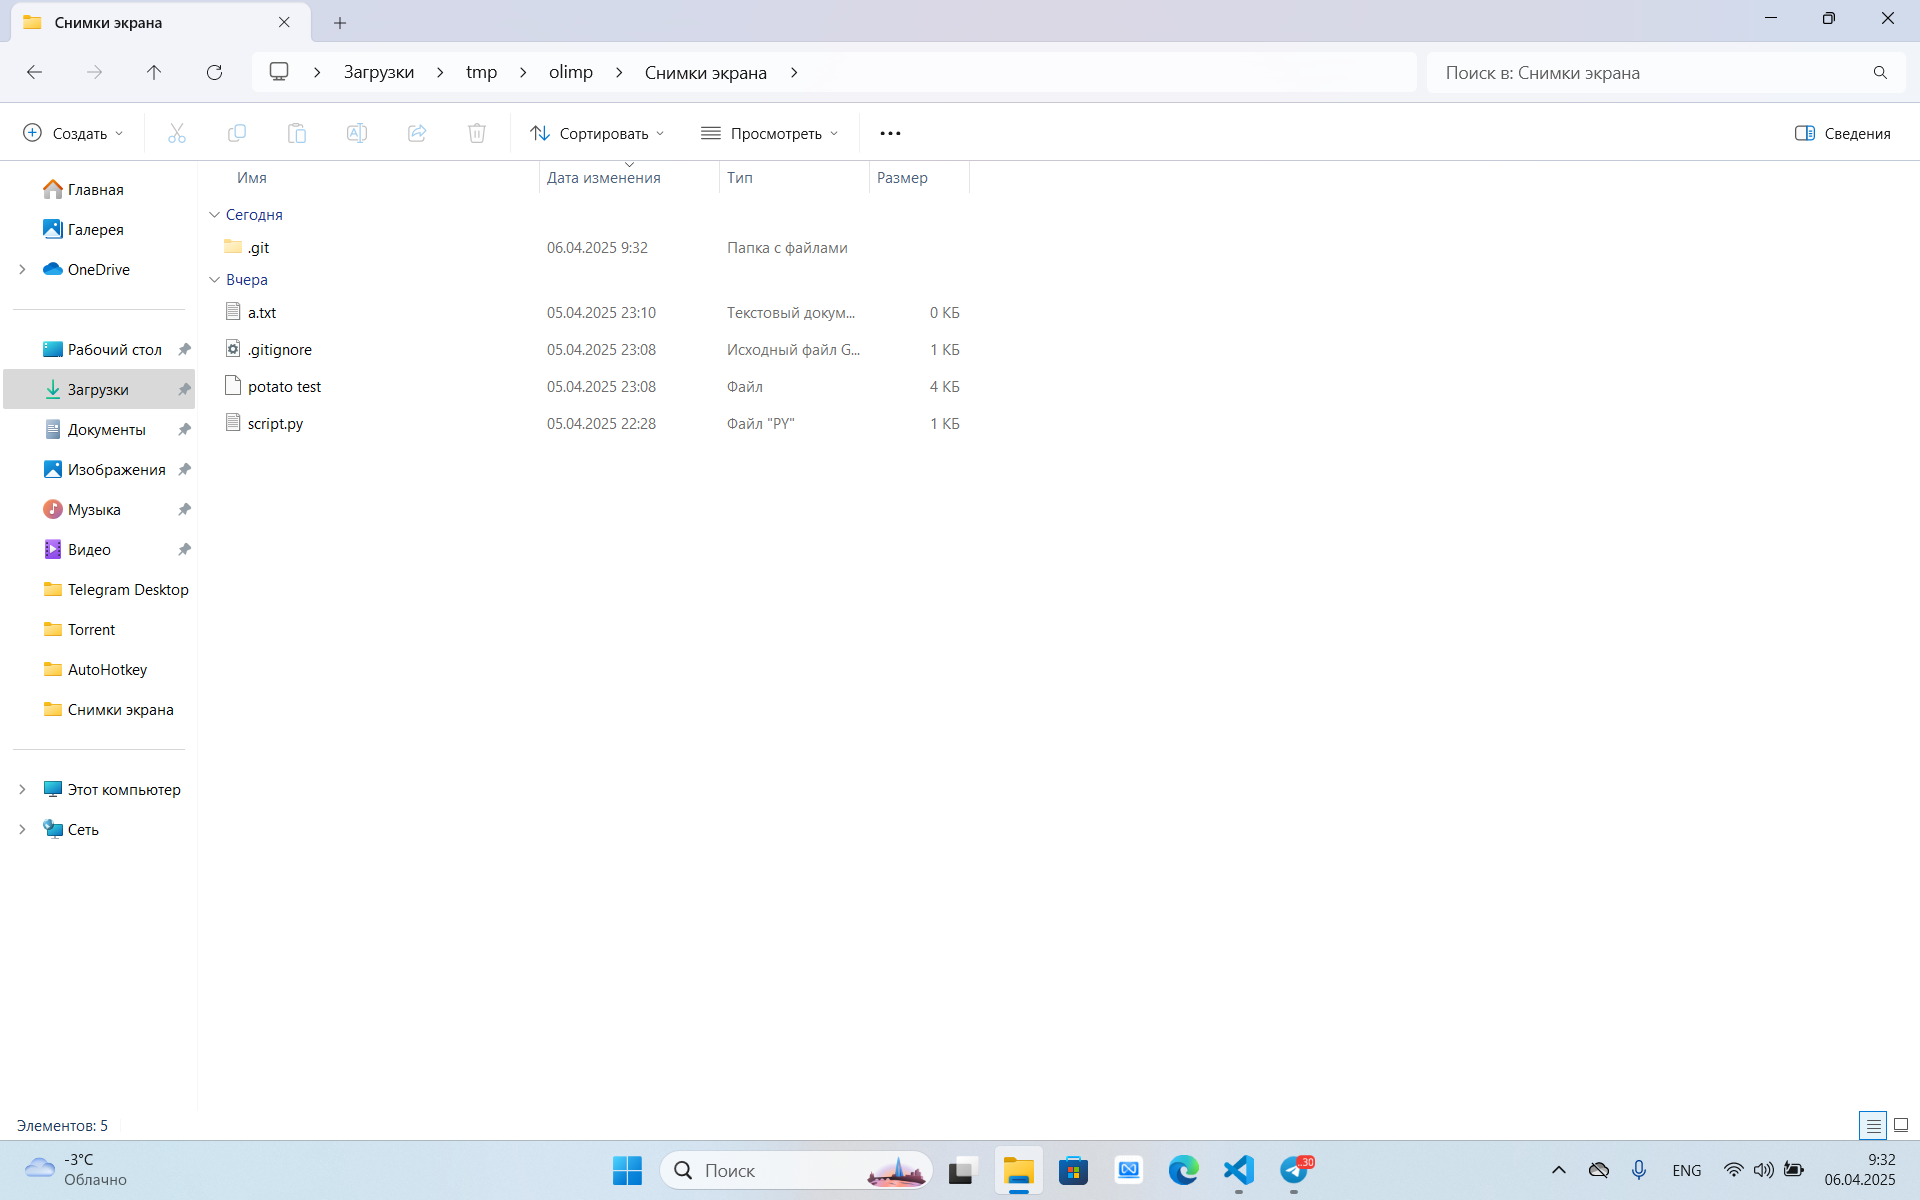 Снимки экрана
Загрузки tmp olimp Снимки экрана
Поиск в: Снимки экрана
Создать
Сортировать
Просмотреть
Сведения
Главная
Галерея
OneDrive
Рабочий стол
Загрузки
Документы
Изображения
Музыка
Видео
Telegram Desktop
Torrent
AutoHotkey
Снимки экрана
Этот компьютер
Сеть
Имя Дата изменения Тип Размер
Сегодня
.git 06.04.2025 9:32 Папка с файлами
Вчера
a.txt 05.04.2025 23:10 Текстовый докум... 0 КБ
.gitignore 05.04.2025 23:08 Исходный файл G... 1 КБ
potato test 05.04.2025 23:08 Файл 4 КБ
script.py 05.04.2025 22:28 Файл "PY" 1 КБ
Элементов: 5
-3°C
Облачно
Поиск
..30
ENG
9:32
06.04.2025